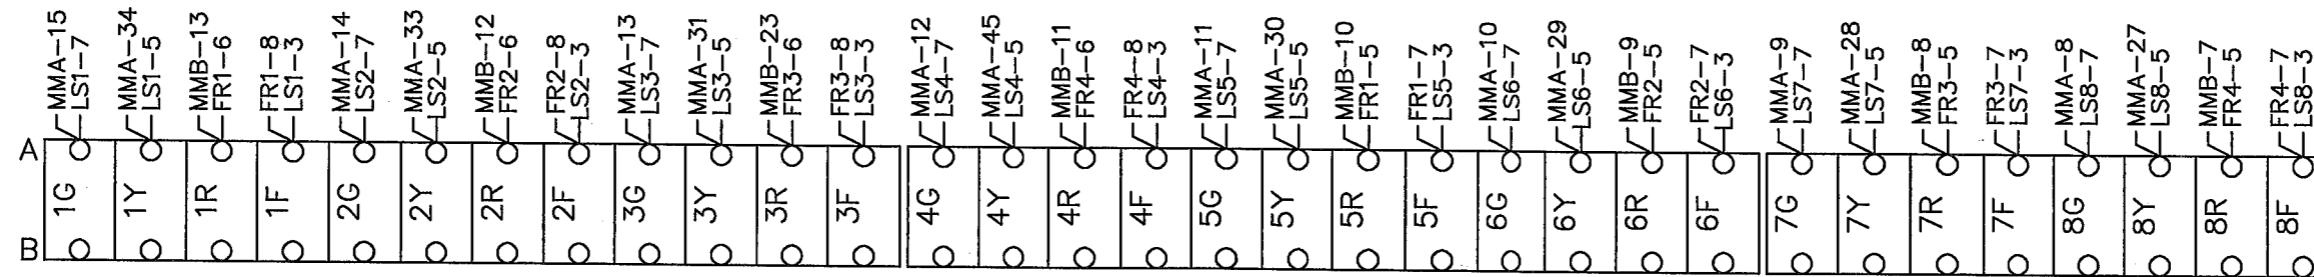 MMA-15
LS1-7
MMA-34
LS1-5
MMB-13
FR1-6
FR1-8
LS1-3
MMA-14
LS2-7
MMA-33
LS2-5
MMB-12
FR2-6
FR2-8
LS2-3
MMA-13
LS3-7
MMA-31
LS3-5
MMB-23
FR3-6
FR3-8
LS3-3
MMA-12
LS4-7
MMA-45
LS4-5
MMB-11
FR4-6
FR4-8
LS4-3
MMA-11
LS5-7
MMA-30
LS5-5
MMB-10
FR1-5
FR1-7
LS5-3
MMA-10
LS6-7
MMA-29
LS6-5
MMB-9
FR2-5
FR2-7
LS6-3
MMA-9
LS7-7
MMA-28
LS7-5
MMB-8
FR3-5
FR3-7
LS7-3
MMA-8
LS8-7
MMA-27
LS8-5
MMB-7
FR4-5
FR4-7
LS8-3
A
1G 1Y 1R 1F 2G 2Y 2R 2F 3G 3Y 3R 3F 4G 4Y 4R 4F 5G 5Y 5R 5F 6G 6Y 6R 6F 7G 7Y 7R 7F 8G 8Y 8R 8F
B